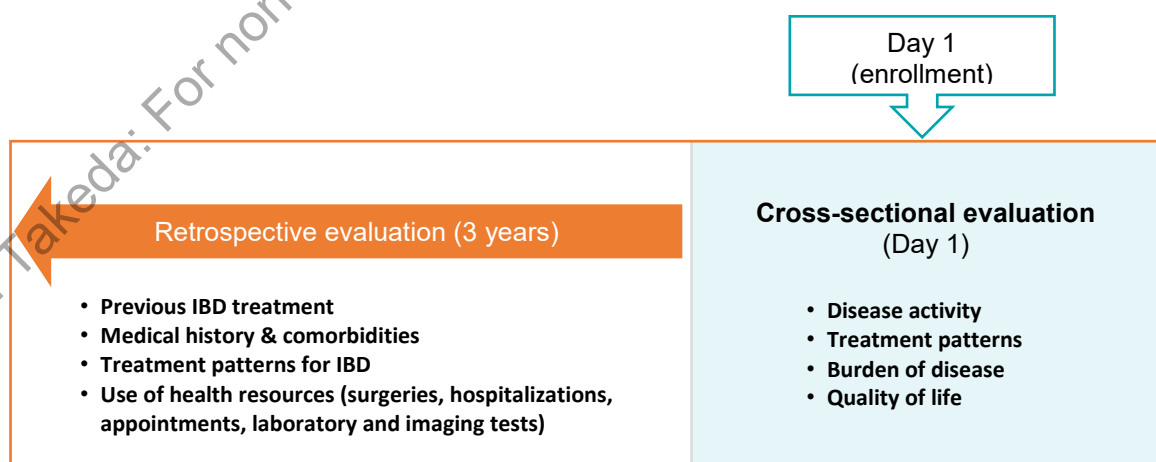 Day 1
(enrollment)
Takeda: For non
Retrospective evaluation (3 years)
• Previous IBD treatment
• Medical history & comorbidities
• Treatment patterns for IBD
• Use of health resources (surgeries, hospitalizations,
appointments, laboratory and imaging tests)
Cross-sectional evaluation
(Day 1)
• Disease activity
• Treatment patterns
• Burden of disease
• Quality of life